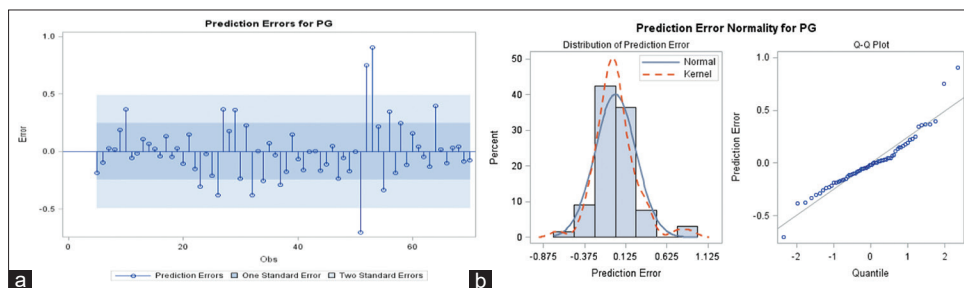 Prediction Errors for PG
1.0
0.5
0.0
-0.5
Error
0
20
40
60
Obs
Prediction Errors
One Standard Error
Two Standard Errors
a
Prediction Error Normality for PG
Distribution of Prediction Error
Normal
Kernel
50
40
30
20
10
0
Percent
-0.875
-0.375
0.125
0.625
1.125
Prediction Error
b
Q-Q Plot
1.0
0.5
0.0
-0.5
Prediction Error
-2
-1
0
1
2
Quantile